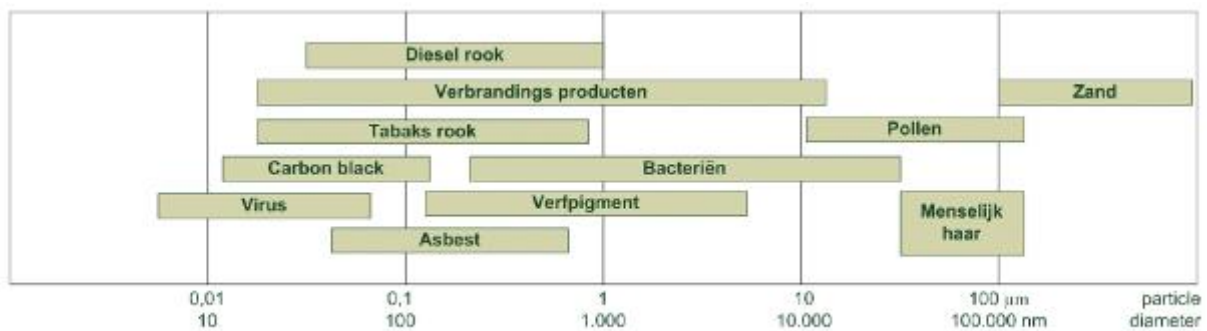 Diesel rook
Verbrandings producten
Zand
Tabaks rook
Pollen
Carbon black
Bacteriën
Virus
Verfpigment
Menselijk
haar
Asbest
0,01 0,1 1 10 100 µm particle
10 100 1.000 10.000 100.000 nm diameter